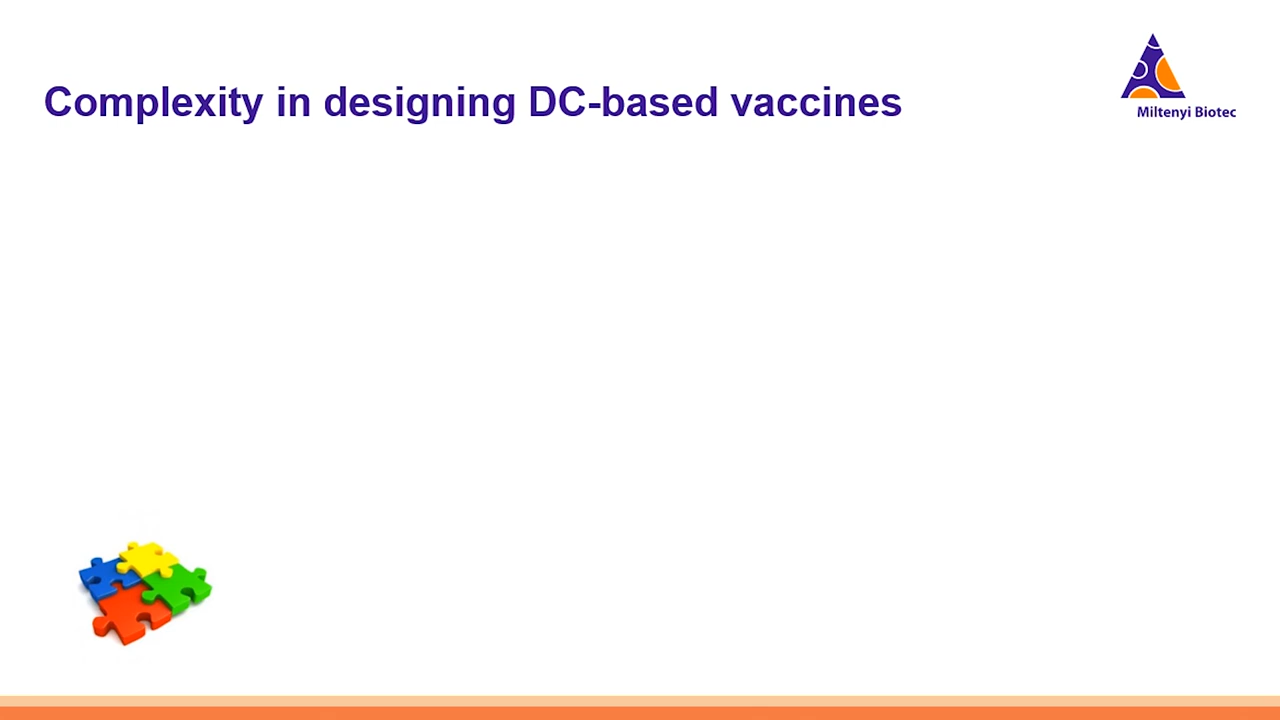 Complexity in designing DC-based vaccines
Miltenyi Biotec